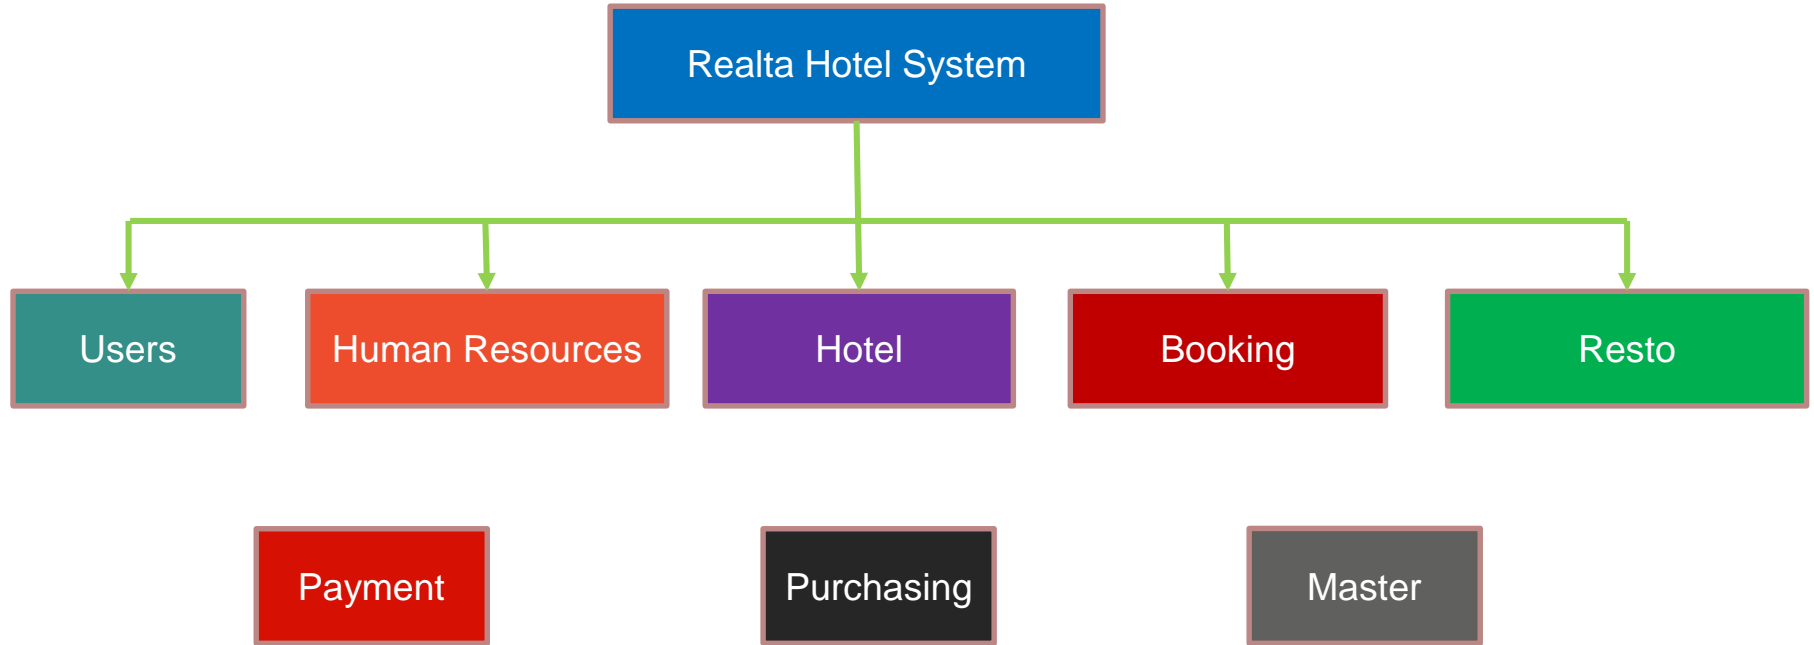 Realta Hotel System
Users
Human Resources
Hotel
Booking
Resto
Payment
Purchasing
Master